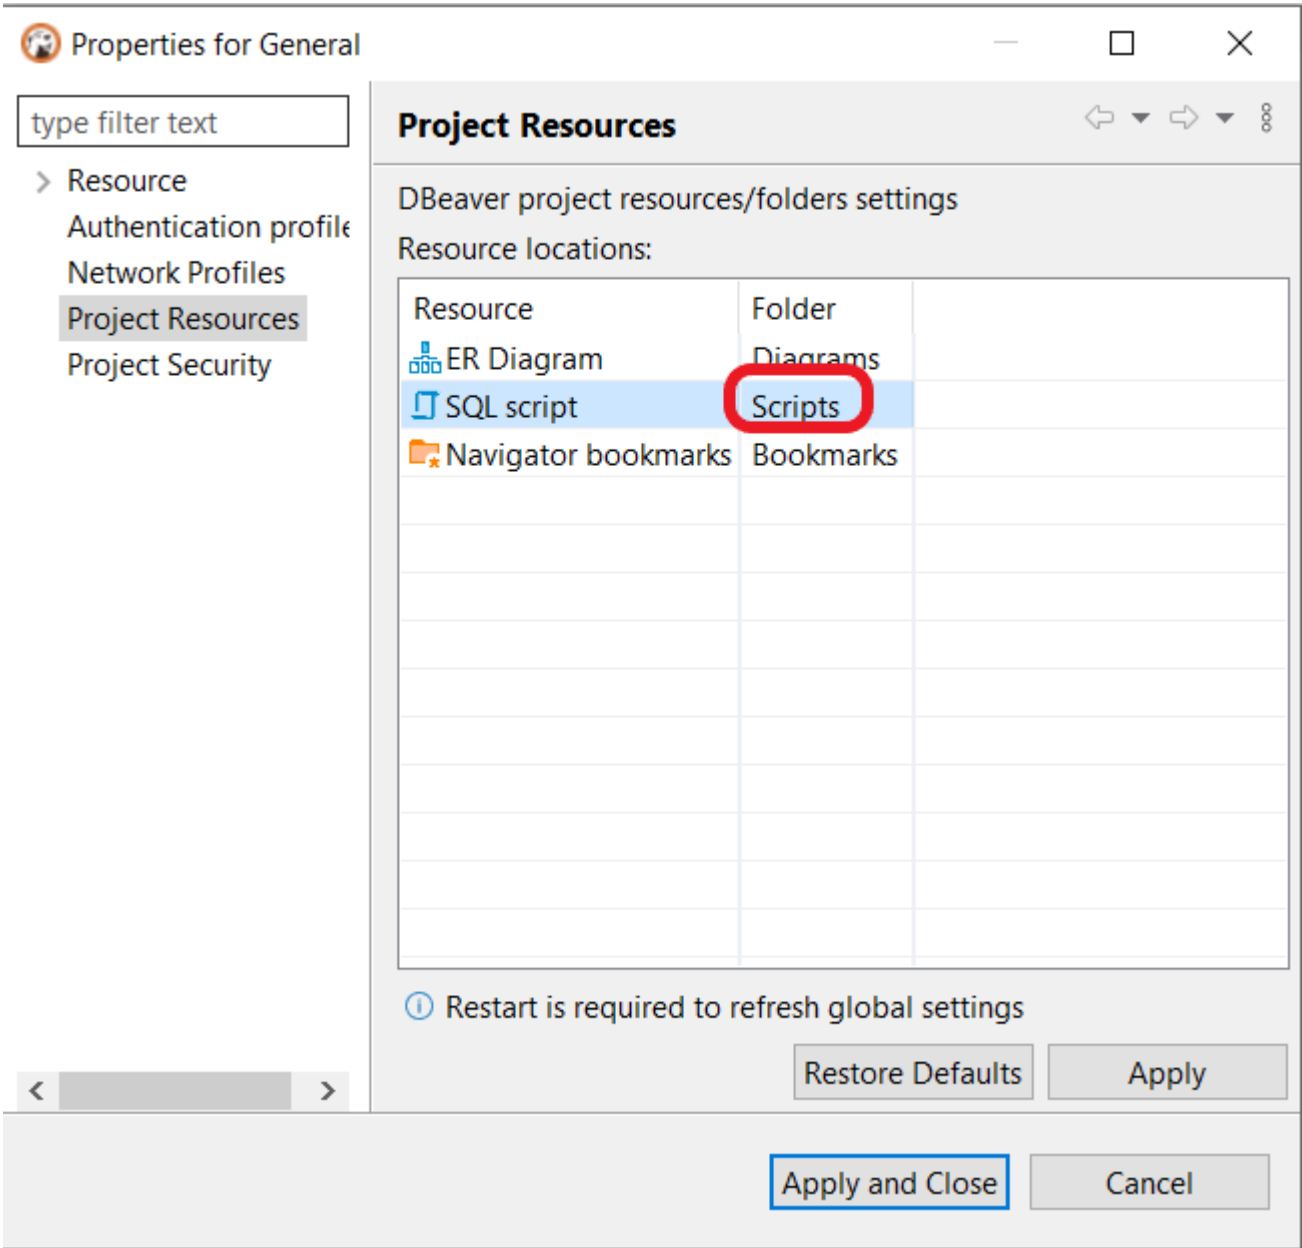 Properties for General
type filter text
Resource
Authentication profile
Network Profiles
Project Resources
Project Security
Project Resources
DBeaver project resources/folders settings
Resource locations:
Resource Folder
ER Diagram Diagrams
SQL script Scripts
Navigator bookmarks Bookmarks
Restart is required to refresh global settings
Restore Defaults Apply
Apply and Close Cancel